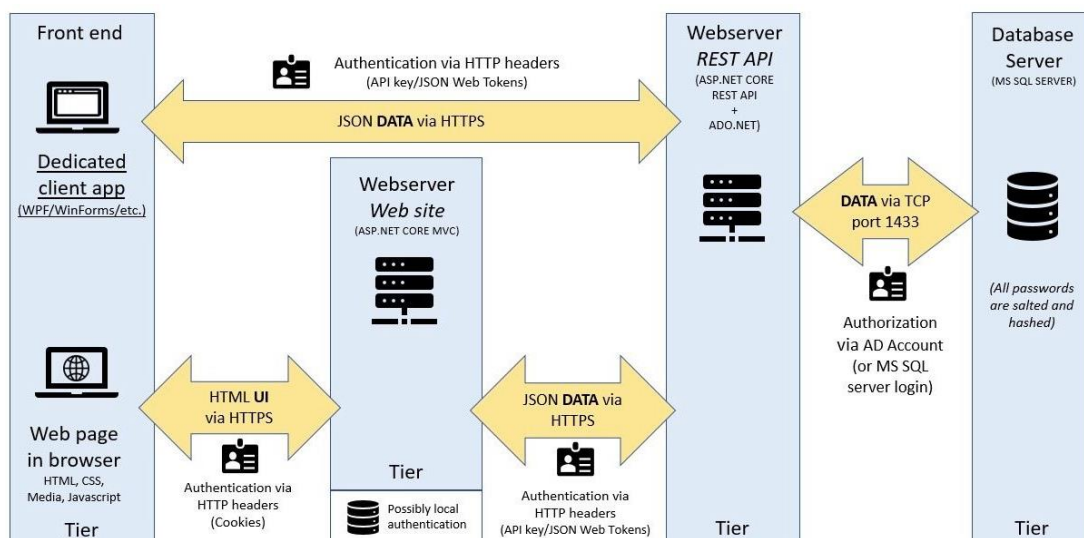 Front end
Dedicated
client app
(WPF/WinForms/etc.)
Web page
in browser
HTML, CSS,
Media, Javascript
Tier
Authentication via HTTP headers
(API key/JSON Web Tokens)
JSON DATA via HTTPS
HTML UI
via HTTPS
Authentication via
HTTP headers
(Cookies)
Webserver
Web site
(ASP.NET CORE MVC)
Tier
Possibly local
authentication
JSON DATA via
HTTPS
Authentication via
HTTP headers
(API key/JSON Web Tokens)
Webserver
REST API
(ASP.NET CORE
REST API
+
ADO.NET)
Tier
DATA via TCP
port 1433
Authorization
via AD Account
(or MS SQL
server login)
Database
Server
(MS SQL SERVER)
(All passwords
are salted and
hashed)
Tier